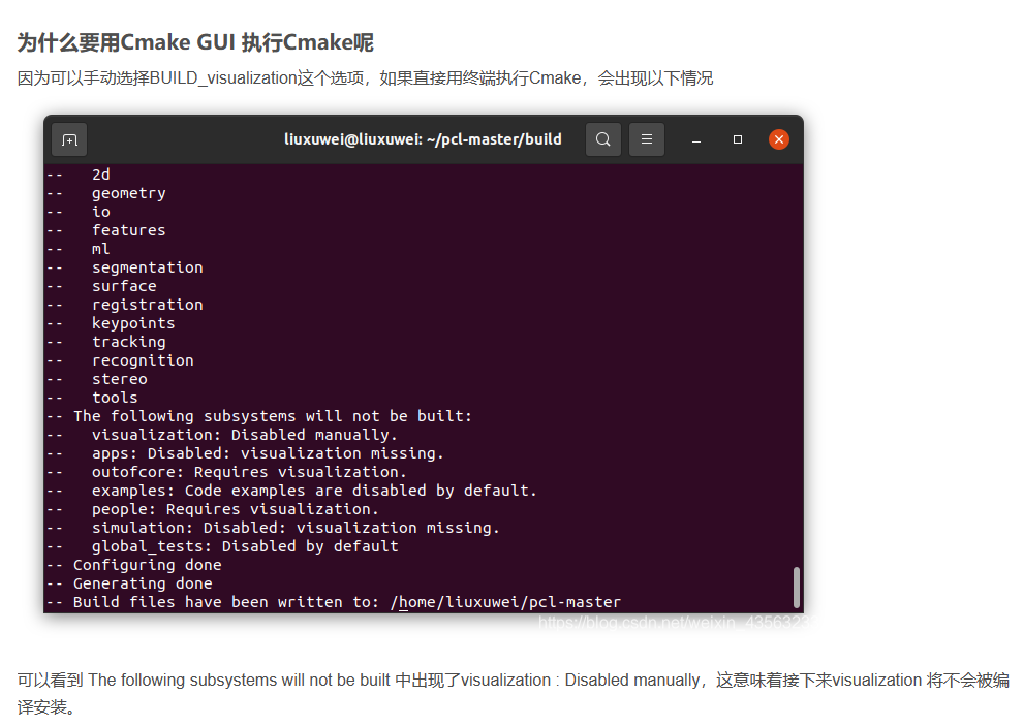 为什么要用Cmake GUI 执行Cmake呢
因为可以手动选择BUILD_visualization这个选项，如果直接用终端执行Cmake，会出现以下情况
liuxuwei@liuxuwei: ~/pcl-master/build
-- 2d
-- geometry
-- io
-- features
-- ml
-- segmentation
-- surface
-- registration
-- keypoints
-- tracking
-- recognition
-- stereo
-- tools
-- The following subsystems will not be built:
-- visualization: Disabled manually.
-- apps: Disabled: visualization missing.
-- outofcore: Requires visualization.
-- examples: Code examples are disabled by default.
-- people: Requires visualization.
-- simulation: Disabled: visualization missing.
-- global_tests: Disabled by default
-- Configuring done
-- Generating done
-- Build files have been written to: /home/liuxuwei/pcl-master
可以看到 The following subsystems will not be built 中出现了visualization : Disabled manually，这意味着接下来visualization 将不会被编
译安装。